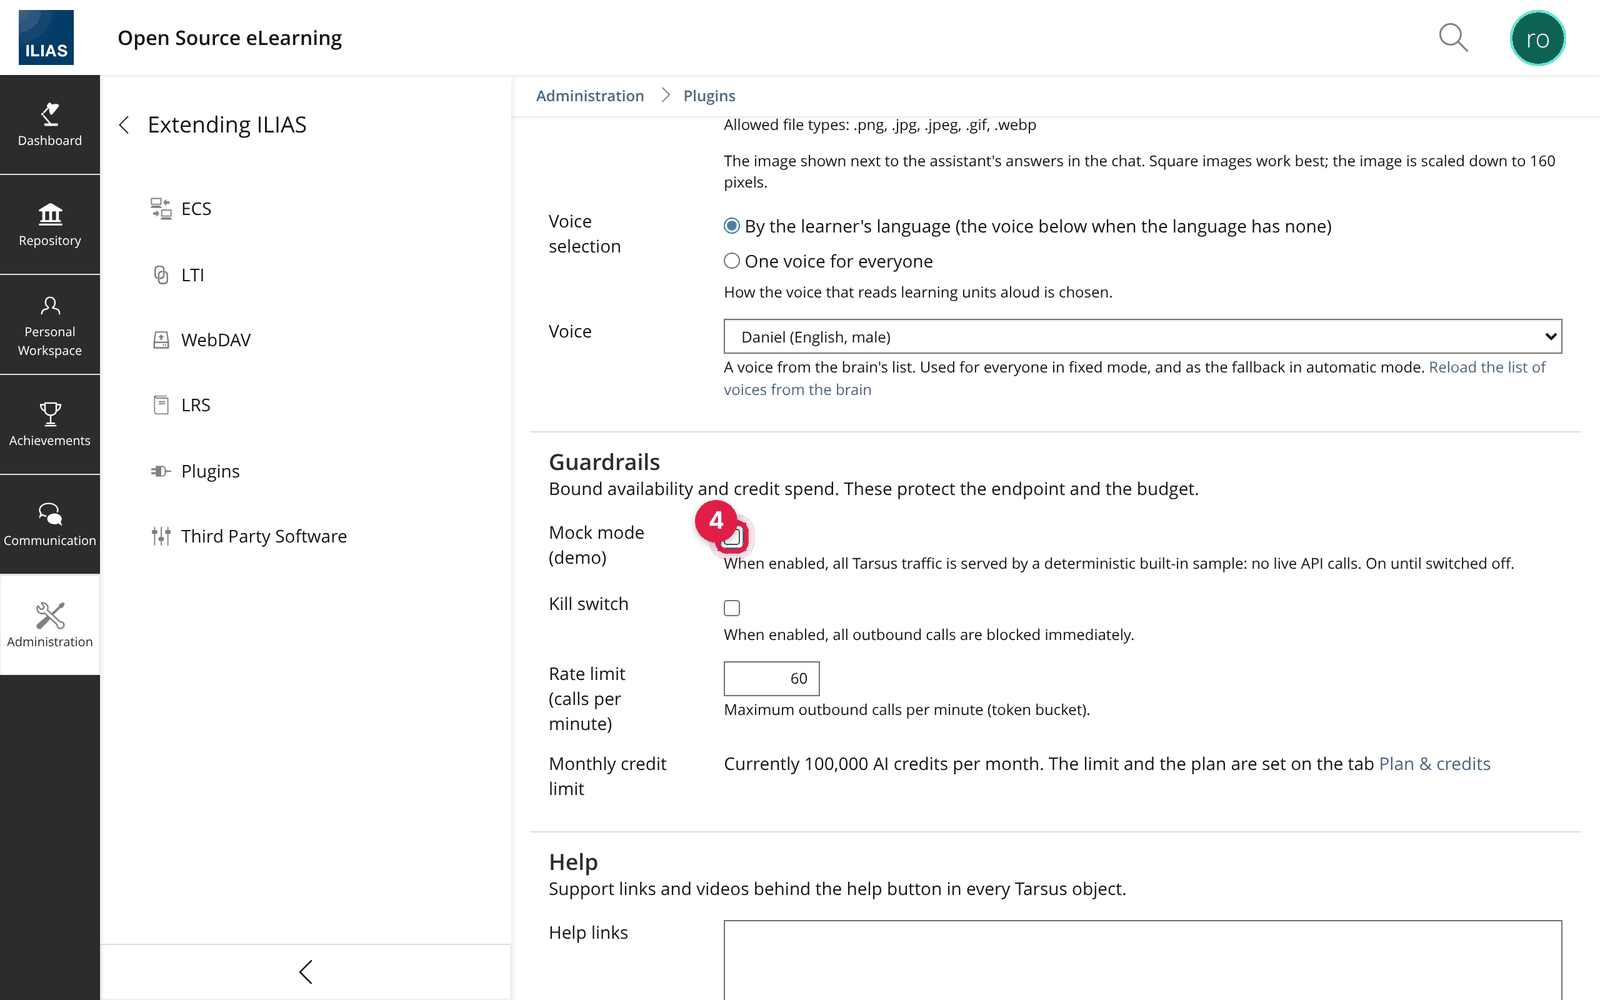 ILIAS
Open Source eLearning
ro
Dashboard
Repository
Personal
Workspace
Achievements
Communication
Administration
Extending ILIAS
ECS
LTI
WebDAV
LRS
Plugins
Third Party Software
Administration
Plugins
Allowed file types: .png, .jpg, .jpeg, .gif, .webp
The image shown next to the assistant's answers in the chat. Square images work best; the image is scaled down to 160
pixels.
Voice
selection
By the learner's language (the voice below when the language has none)
One voice for everyone
How the voice that reads learning units aloud is chosen.
Voice
Daniel (English, male)
A voice from the brain's list. Used for everyone in fixed mode, and as the fallback in automatic mode. Reload the list of
voices from the brain
Guardrails
Bound availability and credit spend. These protect the endpoint and the budget.
4
Mock mode
(demo)
When enabled, all Tarsus traffic is served by a deterministic built-in sample: no live API calls. On until switched off.
Kill switch
When enabled, all outbound calls are blocked immediately.
Rate limit
(calls per
minute)
60
Maximum outbound calls per minute (token bucket).
Monthly credit
limit
Currently 100,000 AI credits per month. The limit and the plan are set on the tab Plan & credits
Help
Support links and videos behind the help button in every Tarsus object.
Help links